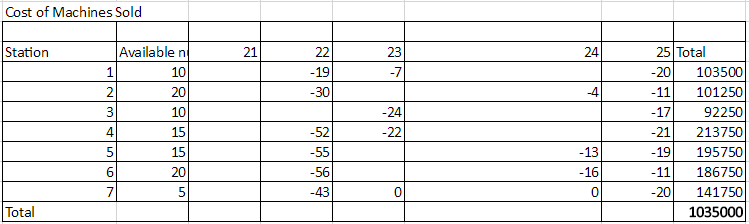 Cost of Machines Sold
Station Available n 21 22 23 24 25 Total
1 10 -19 -7 -20 103500
2 20 -30 -4 -11 101250
3 10 -24 -17 92250
4 15 -52 -22 -21 213750
5 15 -55 -13 -19 195750
6 20 -56 -16 -11 186750
7 5 -43 0 0 -20 141750
Total 1035000